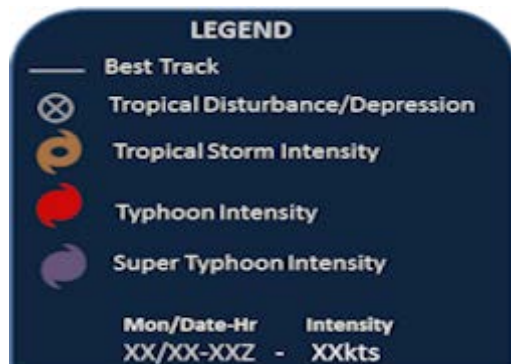 LEGEND
Best Track
Tropical Disturbance/Depression
Tropical Storm Intensity
Typhoon Intensity
Super Typhoon Intensity
Mon/Date-Hr Intensity
XX/XX-XXZ - XXkts